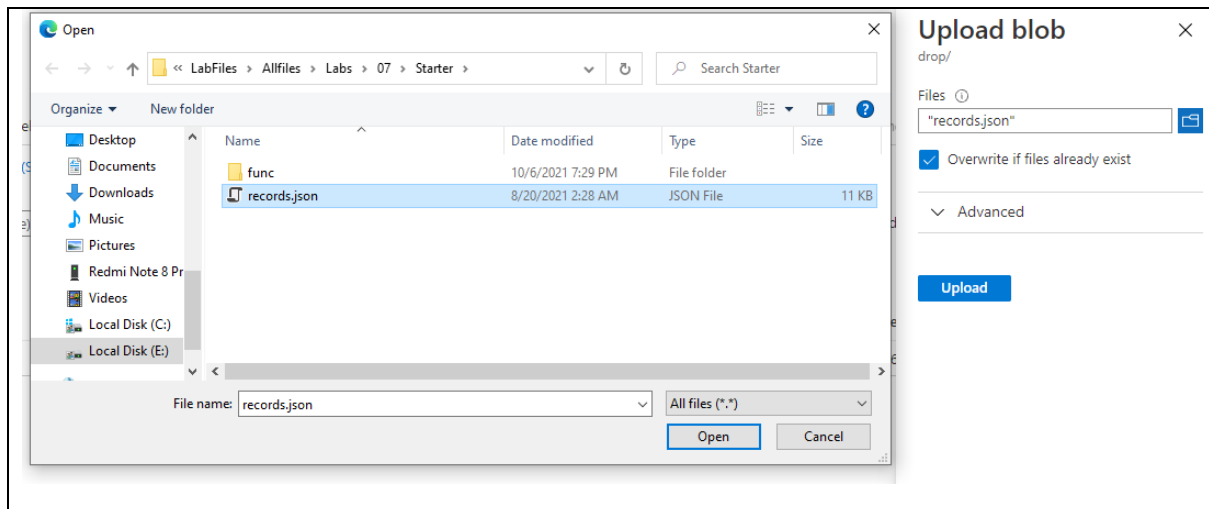 Open
Upload blob
drop/
« LabFiles > Allfiles > Labs > 07 > Starter >
Search Starter
Files
"records.json"
Organize
New folder
Overwrite if files already exist
Advanced
Upload
Desktop
Documents
Downloads
Music
Pictures
Redmi Note 8 Pr
Videos
Local Disk (C:)
Local Disk (E:)
Name Date modified Type Size
func 10/6/2021 7:29 PM File folder
records.json 8/20/2021 2:28 AM JSON File 11 KB
File name: records.json All files (*.*)
Open Cancel